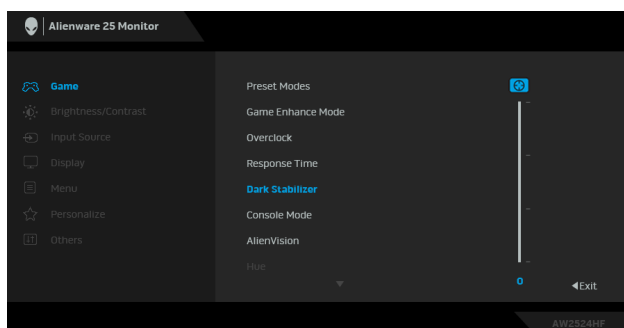 Alienware 25 Monitor
Game
Preset Modes
Brightness/Contrast
Game Enhance Mode
Input Source
Overclock
Display
Response Time
Menu
Dark Stabilizer
Personalize
Console Mode
Others
AlienVision
Hue
0
Exit
AW2524HF